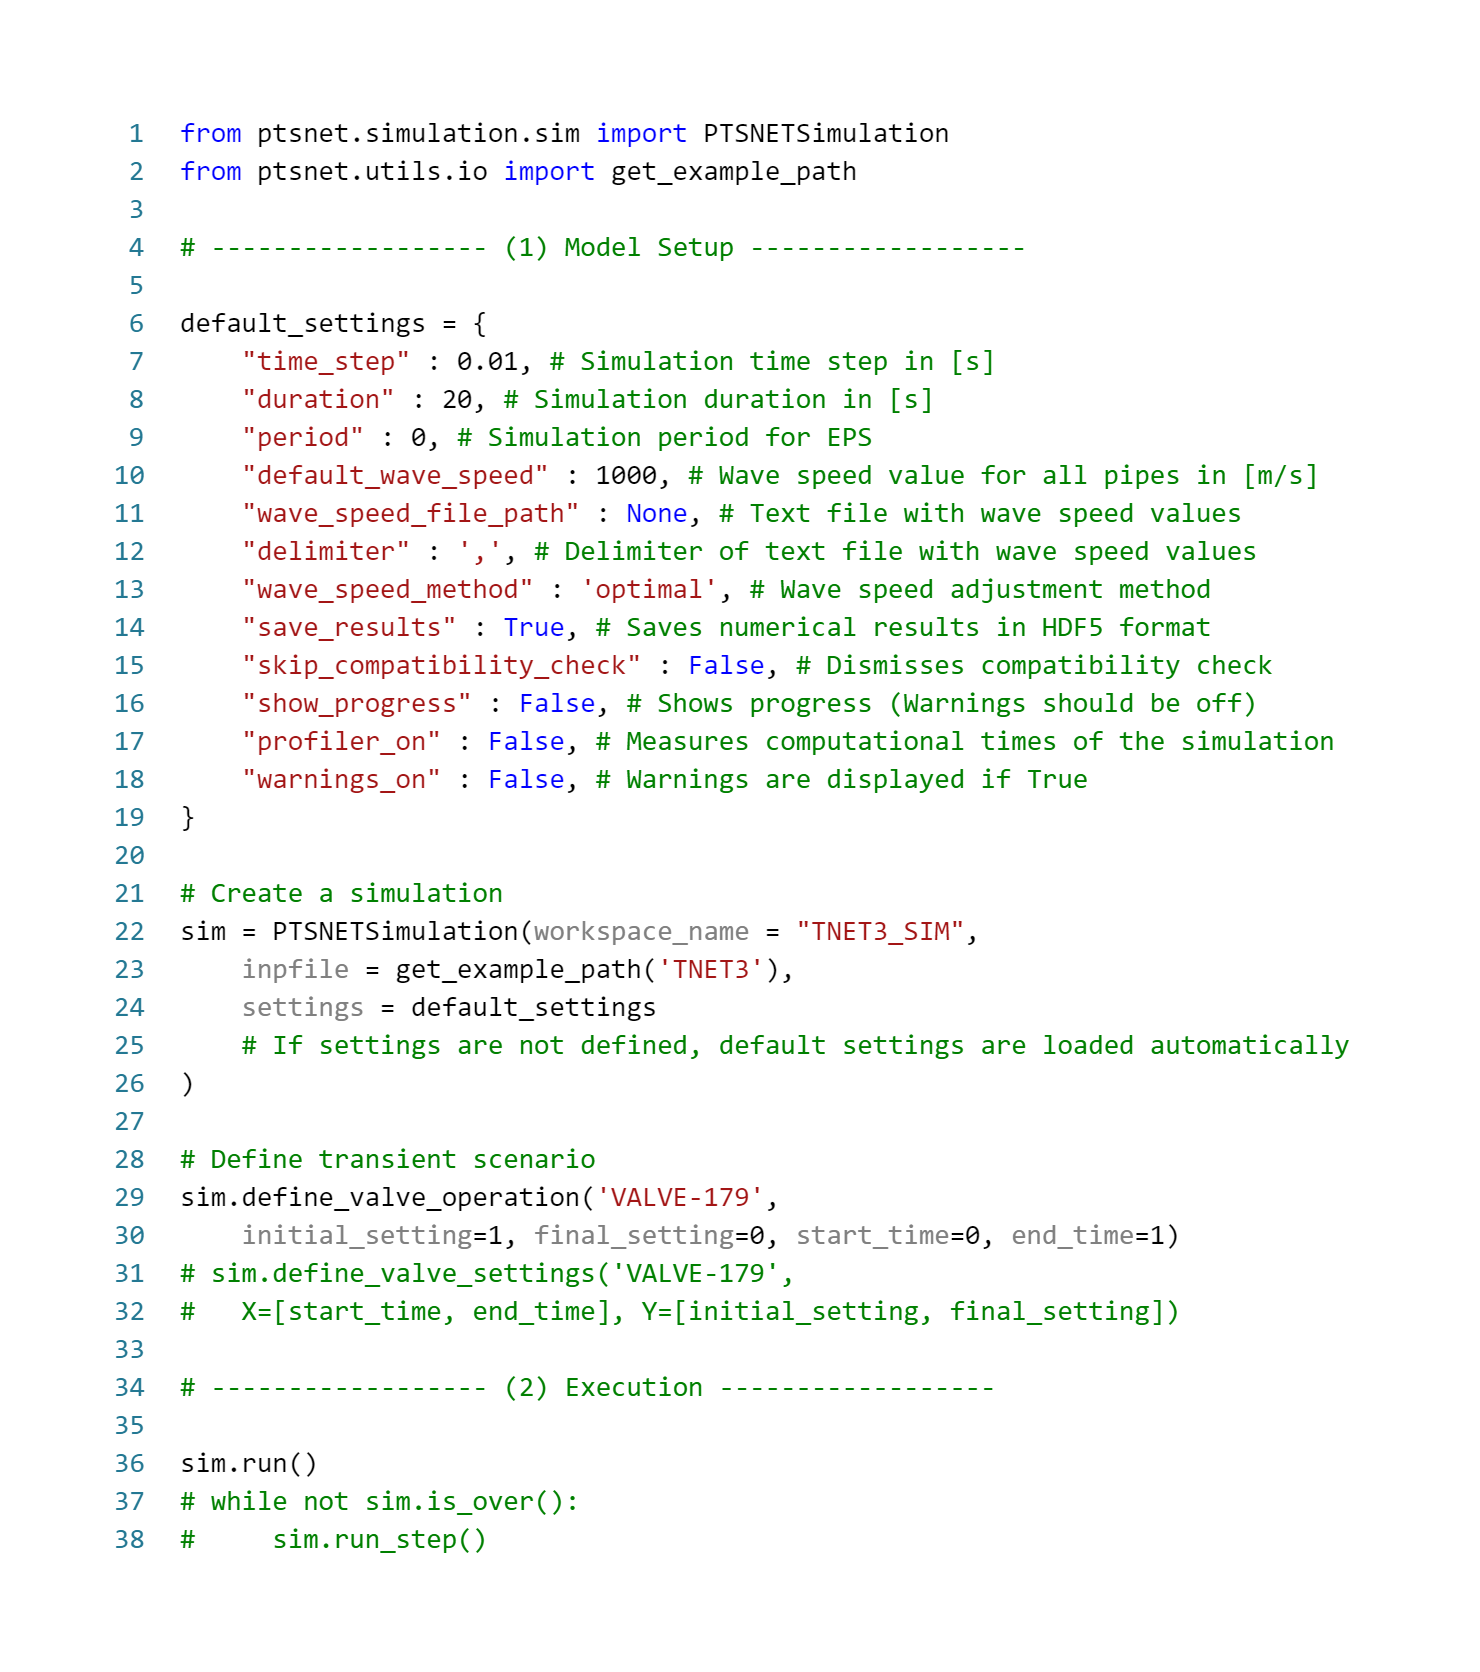 1 from ptsnet.simulation.sim import PTSNETSimulation
2 from ptsnet.utils.io import get_example_path
3
4 # ------------------ (1) Model Setup ------------------
5
6 default_settings = {
7     "time_step" : 0.01, # Simulation time step in [s]
8     "duration" : 20, # Simulation duration in [s]
9     "period" : 0, # Simulation period for EPS
10     "default_wave_speed" : 1000, # Wave speed value for all pipes in [m/s]
11     "wave_speed_file_path" : None, # Text file with wave speed values
12     "delimiter" : ',', # Delimiter of text file with wave speed values
13     "wave_speed_method" : 'optimal', # Wave speed adjustment method
14     "save_results" : True, # Saves numerical results in HDF5 format
15     "skip_compatibility_check" : False, # Dismisses compatibility check
16     "show_progress" : False, # Shows progress (Warnings should be off)
17     "profiler_on" : False, # Measures computational times of the simulation
18     "warnings_on" : False, # Warnings are displayed if True
19 }
20
21 # Create a simulation
22 sim = PTSNETSimulation(workspace_name = "TNET3_SIM",
23     inpfile = get_example_path('TNET3'),
24     settings = default_settings
25     # If settings are not defined, default settings are loaded automatically
26 )
27
28 # Define transient scenario
29 sim.define_valve_operation('VALVE-179',
30     initial_setting=1, final_setting=0, start_time=0, end_time=1)
31 # sim.define_valve_settings('VALVE-179',
32 #   X=[start_time, end_time], Y=[initial_setting, final_setting])
33
34 # ------------------ (2) Execution ------------------
35
36 sim.run()
37 # while not sim.is_over():
38 #     sim.run_step()